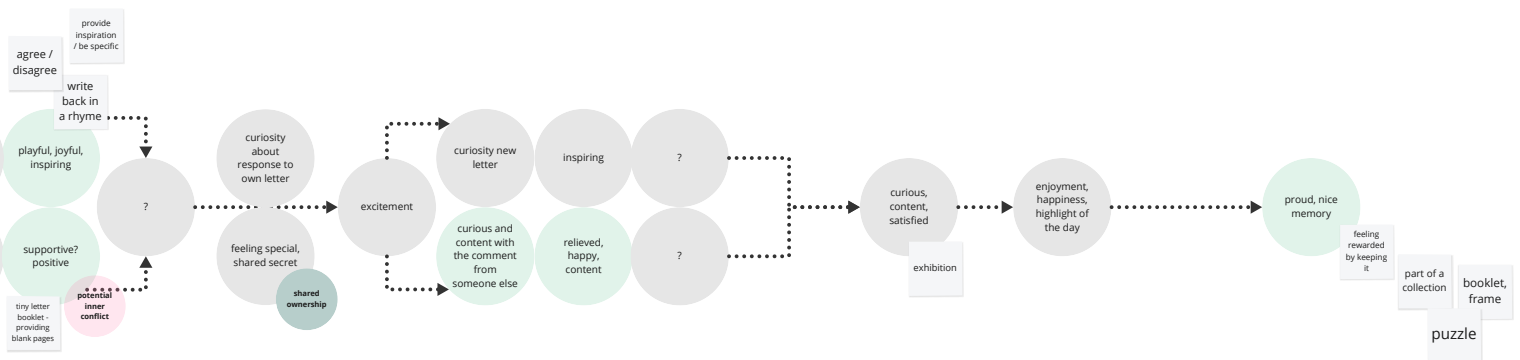 provide
inspiration
/ be specific
agree /
disagree
write
back in
a rhyme
playful, joyful,
inspiring
supportive?
positive
potential
inner
conflict
tiny letter
booklet -
providing
blank pages
?
curiosity
about
response to
own letter
feeling special,
shared secret
shared
ownership
excitement
curiosity new
letter
inspiring
?
curious and
content with
the comment
from
someone else
relieved,
happy,
content
?
curious,
content,
satisfied
exhibition
enjoyment,
happiness,
highlight of
the day
proud, nice
memory
feeling
rewarded
by keeping
it
part of a
collection
booklet,
frame
puzzle